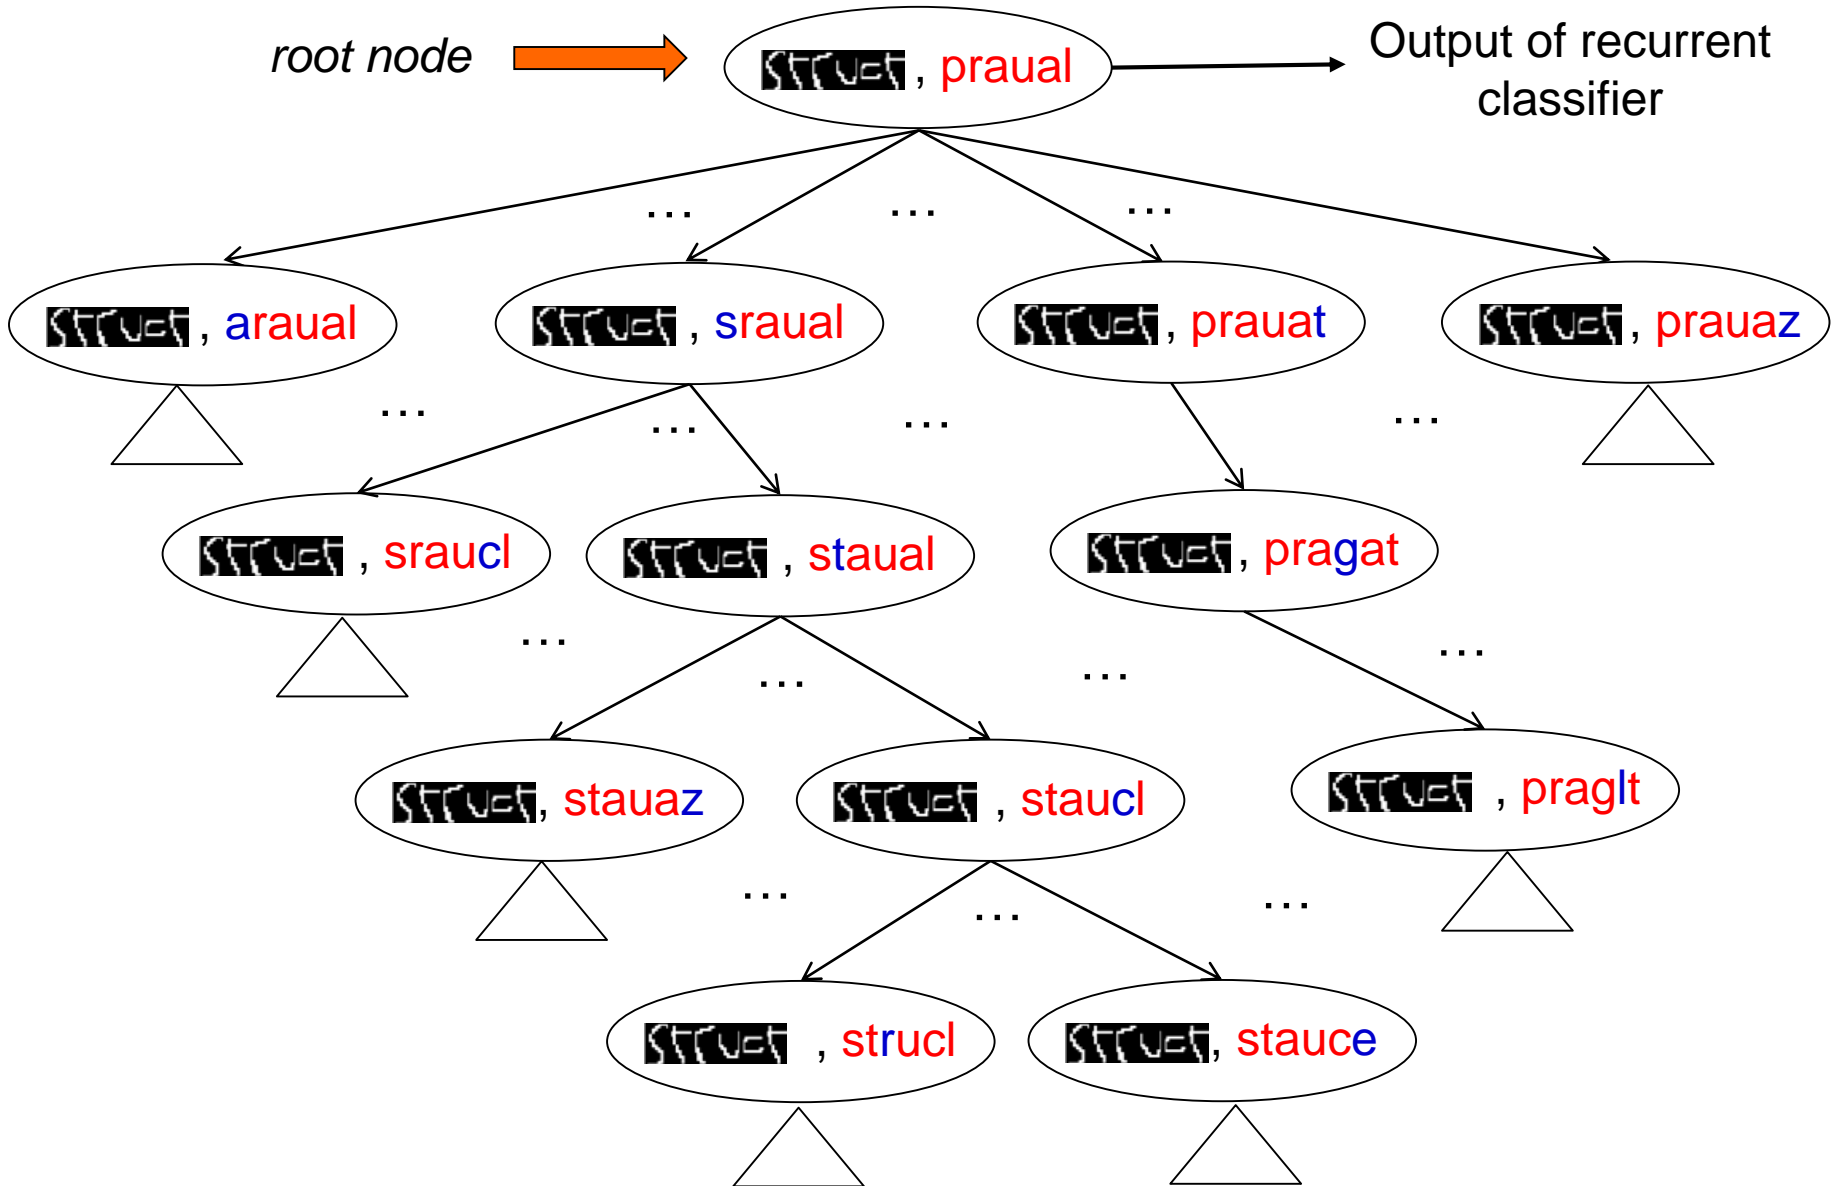 root node
Struct , praual
Output of recurrent
classifier
... ... ...
Struct , araual
Struct , sraual
Struct , prauat
Struct , prauaz
... ... ... ...
Struct , sraucl
Struct , staual
Struct , pragat
... ... ... ...
Struct , stauaz
Struct , staucl
Struct , praglt
... ... ...
Struct , strucl
Struct , stauce